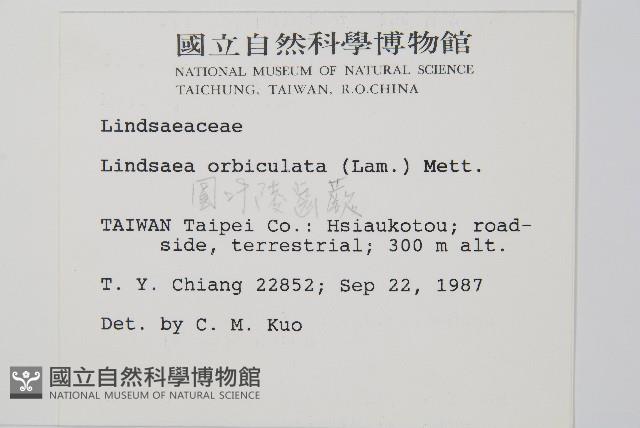 國立自然科學博物館
NATIONAL MUSEUM OF NATURAL SCIENCE
TAICHUNG, TAIWAN, R.O.CHINA
Lindsaeaceae
Lindsaea orbiculata (Lam.) Mett.
圓叶陵齒蕨
TAIWAN Taipei Co.: Hsiaukotou; road-
side, terrestrial; 300 m alt.
T. Y. Chiang 22852; Sep 22, 1987
Det. by C. M. Kuo
國立自然科學博物館
NATIONAL MUSEUM OF NATURAL SCIENCE